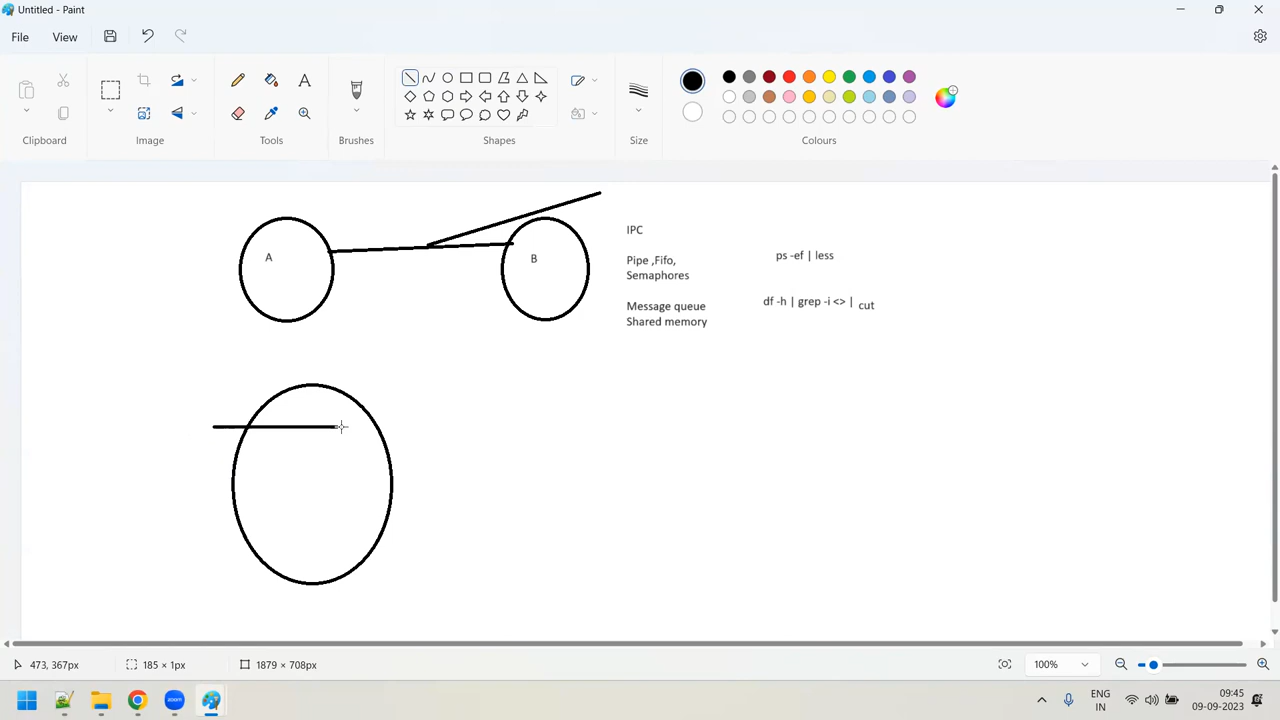 Untitled - Paint
File
View
Clipboard
Image
Tools
Brushes
Shapes
Size
Colours
A
B
IPC
Pipe ,Fifo,
Semaphores
Message queue
Shared memory
ps -ef | less
df -h | grep -i <> | cut
473, 367px
185 × 1px
1879 × 708px
100%
zoom
ENG
IN
09:45
09-09-2023